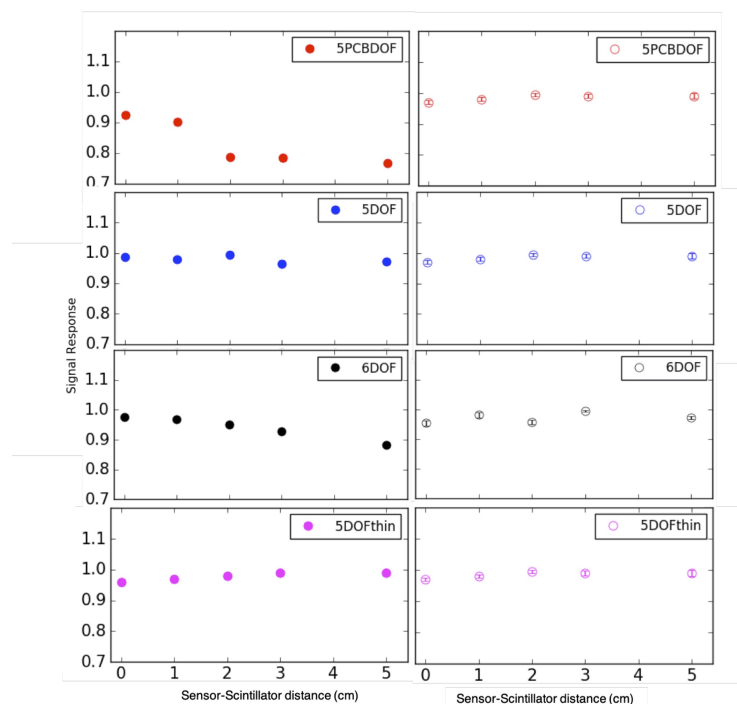 5PCBDOF
5PCBDOF
1.1
1.0
0.9
0.8
0.7
5DOF
5DOF
1.1
1.0
0.9
0.8
0.7
Signal Response
6DOF
6DOF
1.1
1.0
0.9
0.8
0.7
5DOFthin
5DOFthin
1.1
1.0
0.9
0.8
0.7
0 1 2 3 5
0 1 2 3 5
Sensor-Scintillator distance (cm)
Sensor-Scintillator distance (cm)